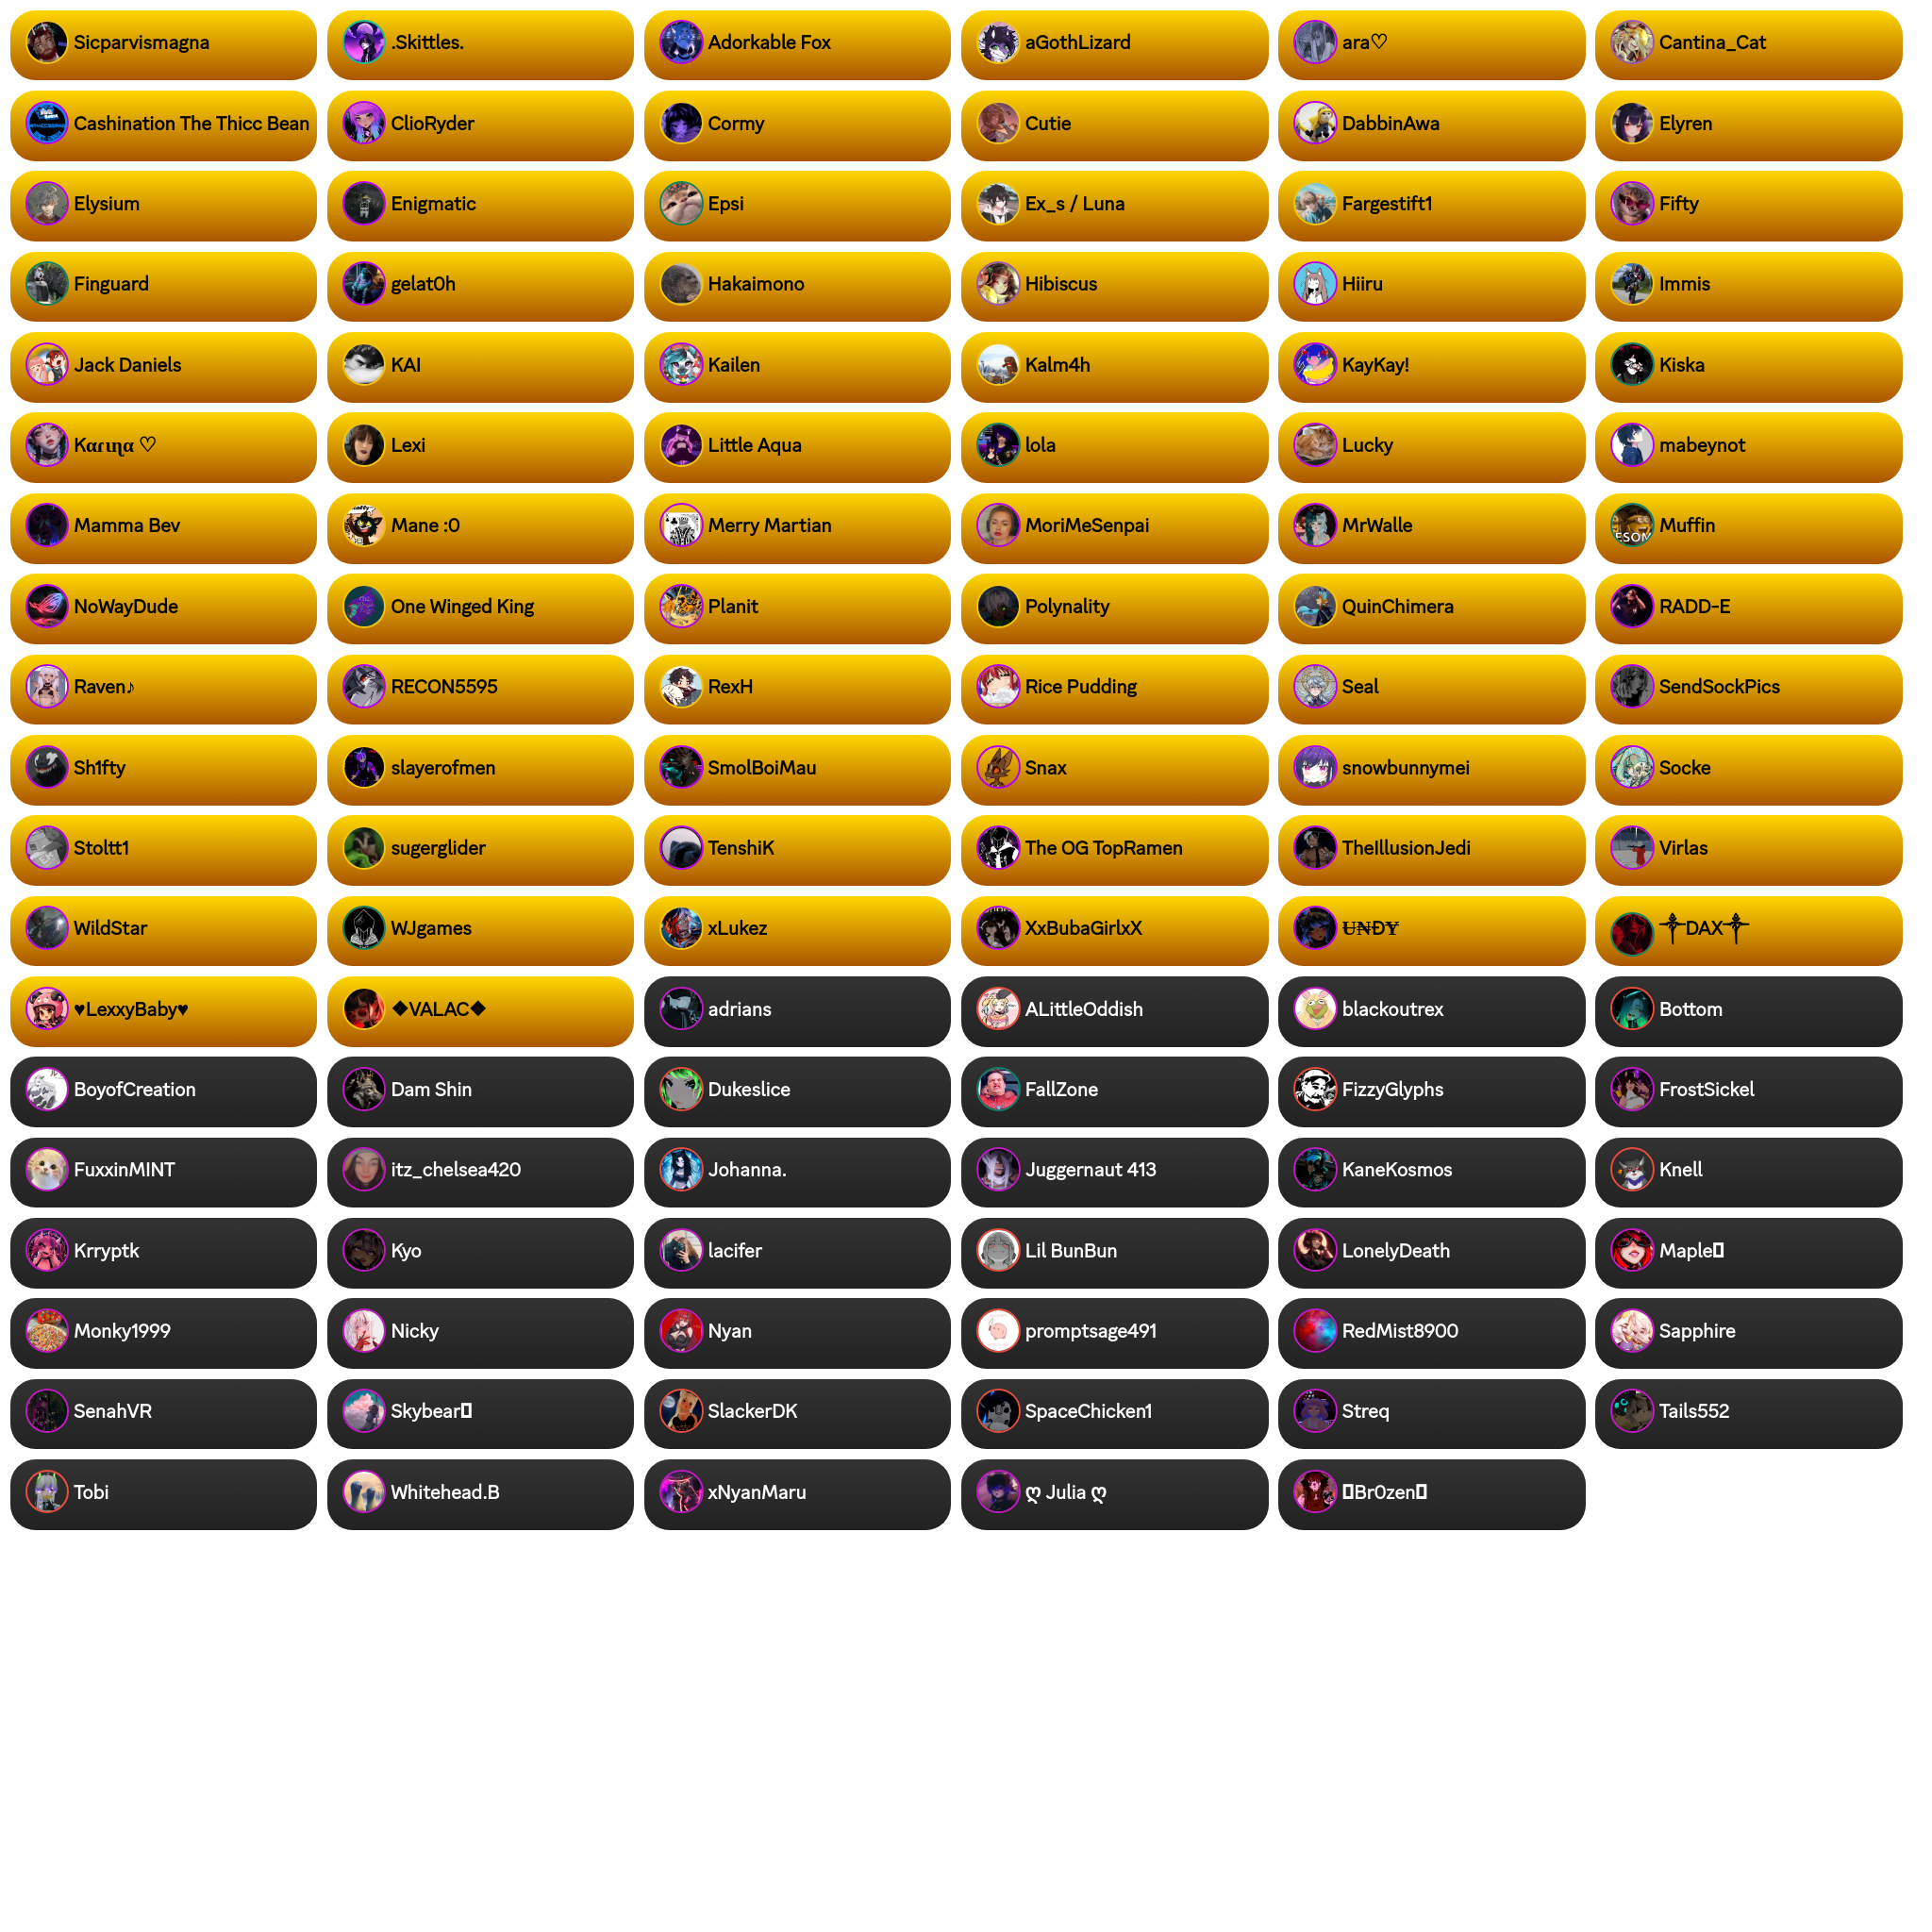 Sicparvismagna
.Skittles.
Adorkable Fox
aGothLizard
ara♡
Cantina_Cat
Cashination The Thicc Bean
ClioRyder
Cormy
Cutie
DabbinAwa
Elyren
Elysium
Enigmatic
Epsi
Ex_s / Luna
Fargestift1
Fifty
Finguard
gelat0h
Hakaimono
Hibiscus
Hiiru
Immis
Jack Daniels
KAI
Kailen
Kalm4h
KayKay!
Kiska
Kαɾιɳα ♡
Lexi
Little Aqua
lola
Lucky
mabeynot
Mamma Bev
Mane :0
Merry Martian
MoriMeSenpai
MrWalle
Muffin
ESOM
NoWayDude
One Winged King
Planit
Polynality
QuinChimera
RADD-E
Raven♪
RECON5595
RexH
Rice Pudding
Seal
SendSockPics
Sh1fty
slayerofmen
SmolBoiMau
Snax
snowbunnymei
Socke
Stoltt1
sugerglider
TenshiK
The OG TopRamen
TheIllusionJedi
Virlas
WildStar
WJgames
xLukez
XxBubaGirlxX
ɄNĐY
⸸DAX⸸
♥LexxyBaby♥
❖VALAC❖
adrians
ALittleOddish
blackoutrex
Bottom
BoyofCreation
Dam Shin
Dukeslice
FallZone
FizzyGlyphs
FrostSickel
FuxxinMINT
itz_chelsea420
Johanna.
Juggernaut 413
KaneKosmos
Knell
Krryptk
Kyo
lacifer
Lil BunBun
LonelyDeath
Maple
Monky1999
Nicky
Nyan
promptsage491
RedMist8900
Sapphire
SenahVR
Skybear
SlackerDK
SpaceChicken1
Streq
Tails552
Tobi
Whitehead.B
xNyanMaru
ღ Julia ღ
Br0zen